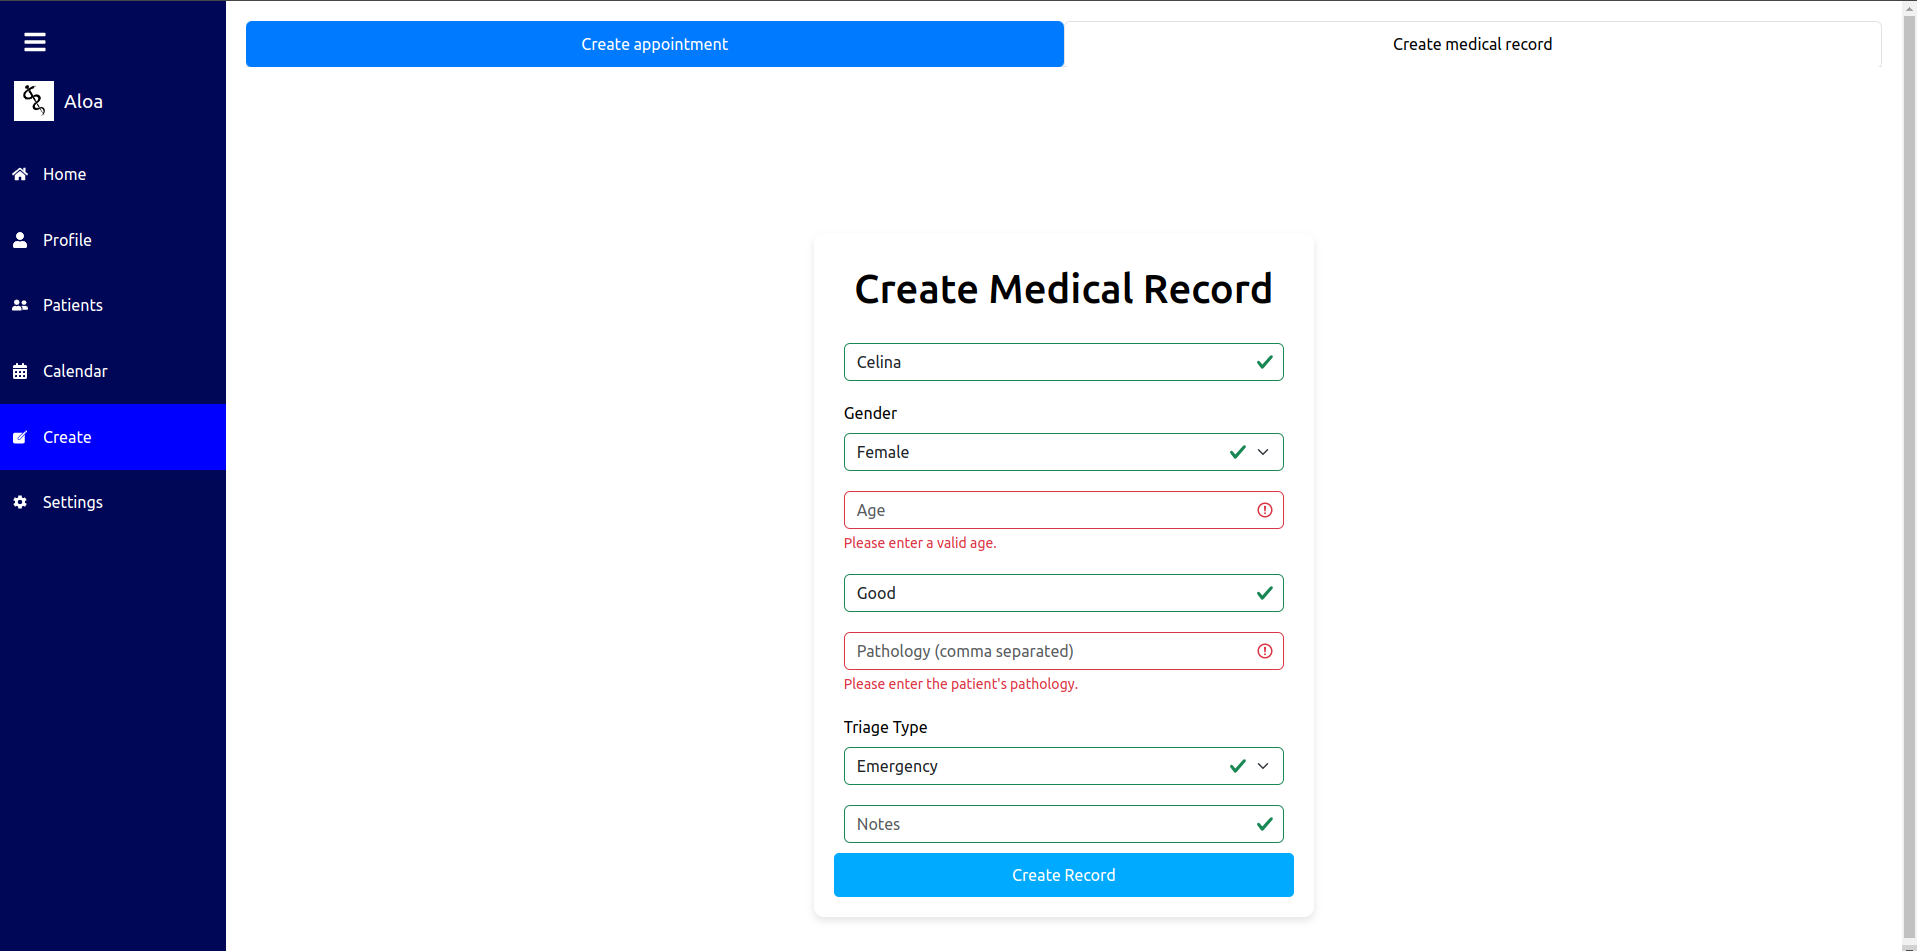 Create appointment
Create medical record
Aloa
Home
Profile
Patients
Calendar
Create
Settings
Create Medical Record
Celina
Gender
Female
Age
Please enter a valid age.
Good
Pathology (comma separated)
Please enter the patient's pathology.
Triage Type
Emergency
Notes
Create Record